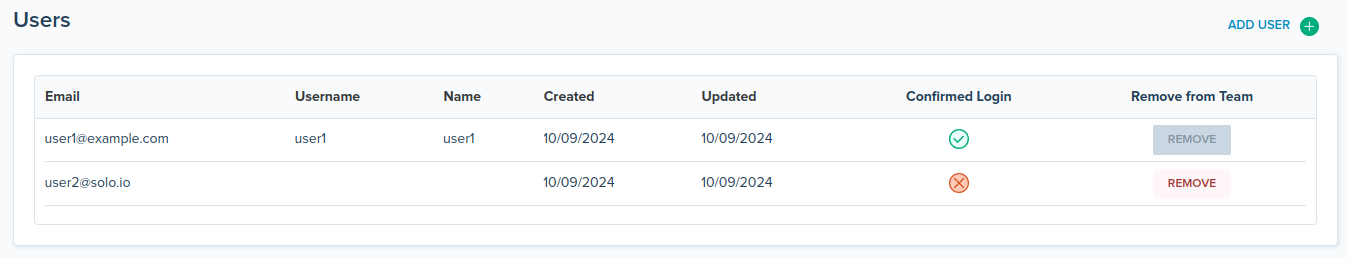 Users
ADD USER
Email Username Name Created Updated Confirmed Login Remove from Team
user1@example.com user1 user1 10/09/2024 10/09/2024 REMOVE
user2@solo.io 10/09/2024 10/09/2024 REMOVE